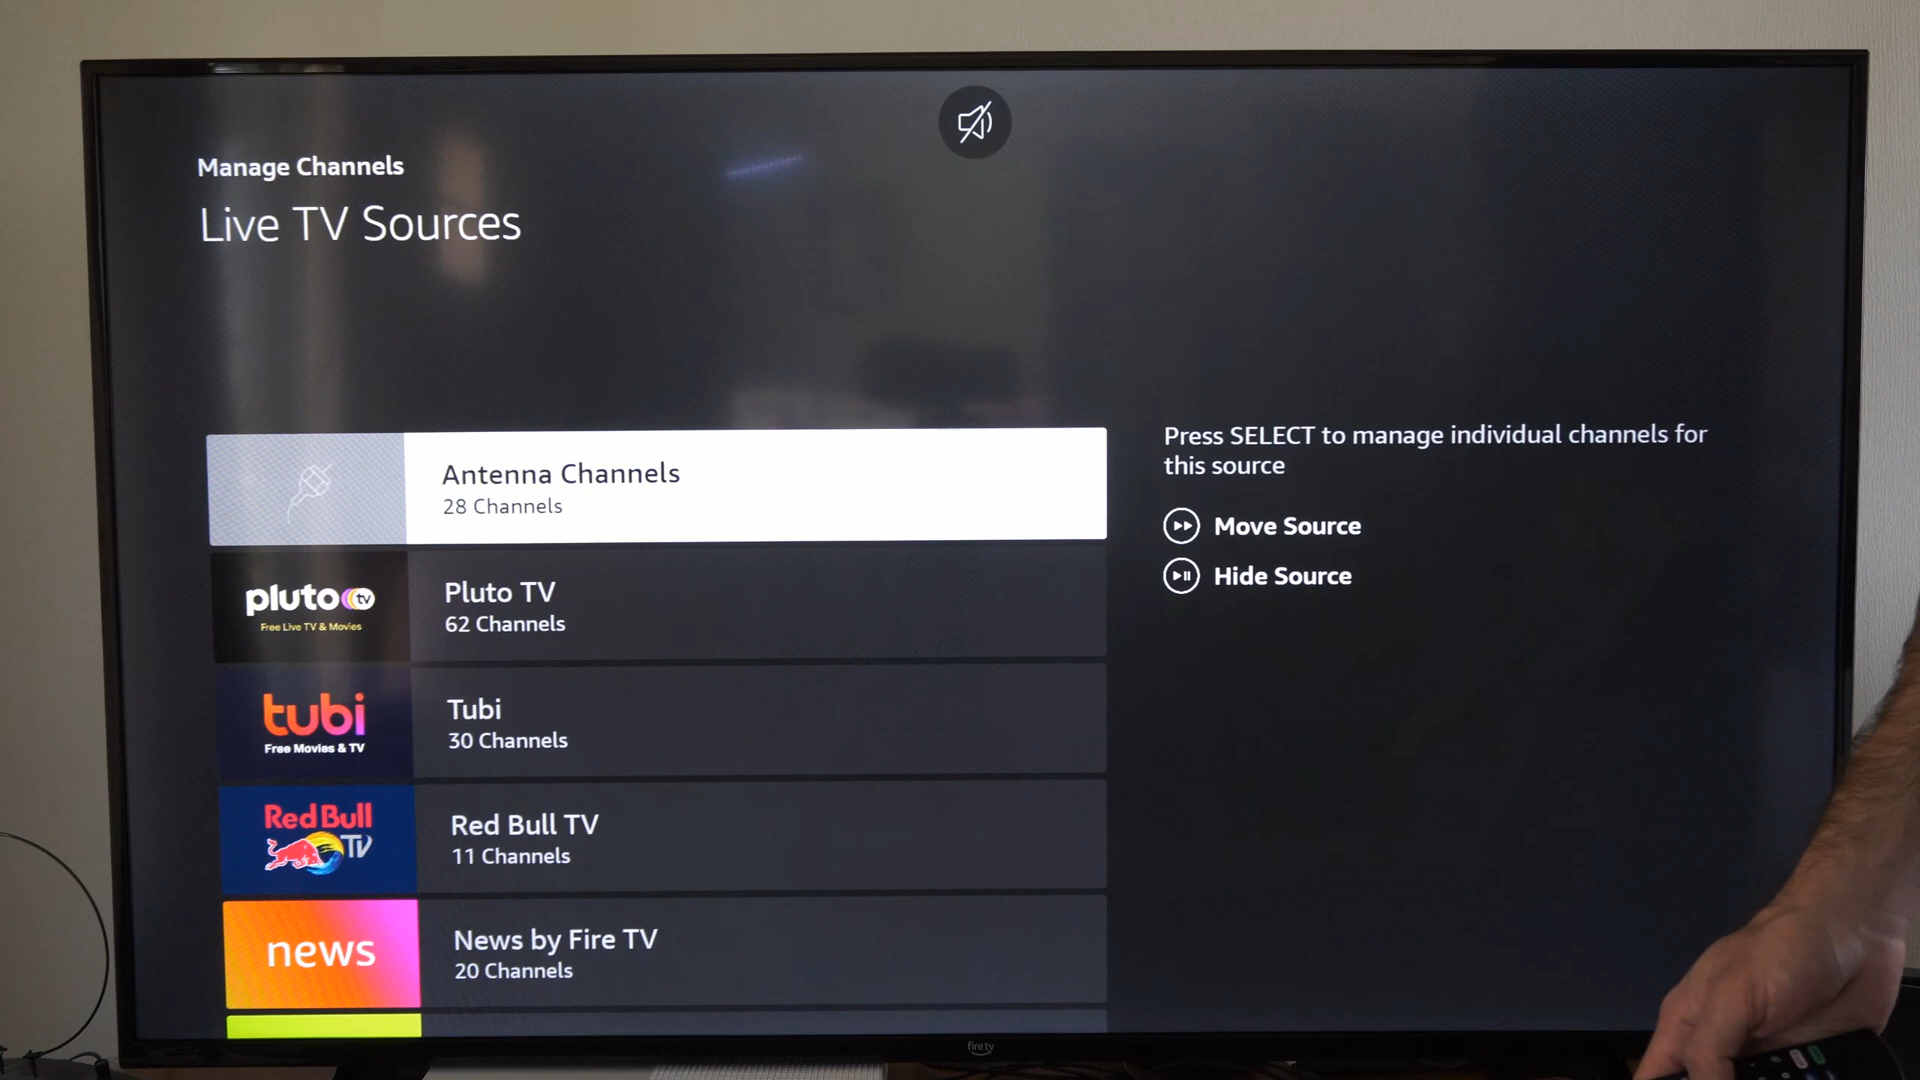 Manage Channels
Live TV Sources
Antenna Channels
28 Channels
Press SELECT to manage individual channels for
this source
Move Source
Hide Source
pluto tv
Free Live TV & Movies
Pluto TV
62 Channels
tubi
Free Movies & TV
Tubi
30 Channels
Red Bull
TV
Red Bull TV
11 Channels
news
News by Fire TV
20 Channels
fire tv